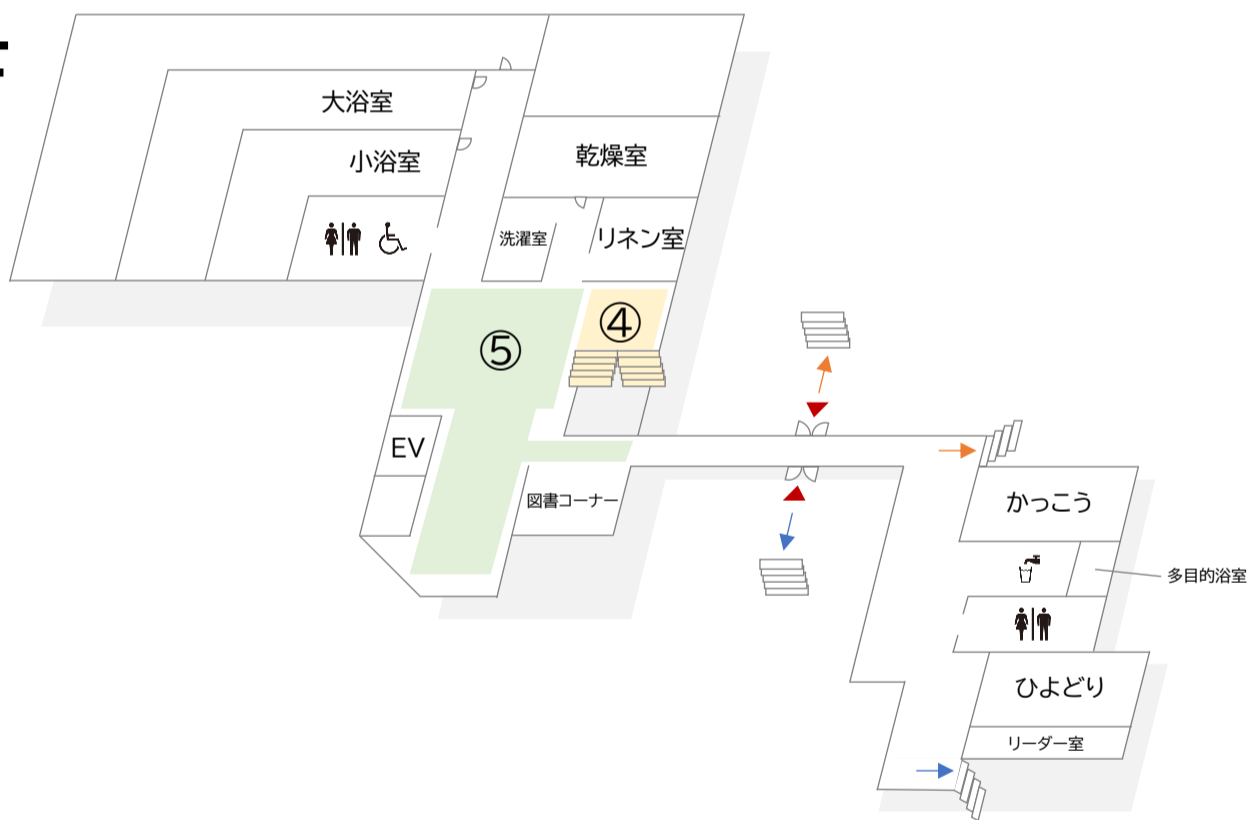 大浴室
小浴室
乾燥室
洗濯室
リネン室
④
⑤
EV
図書コーナー
かっこう
多目的浴室
ひよどり
リーダー室